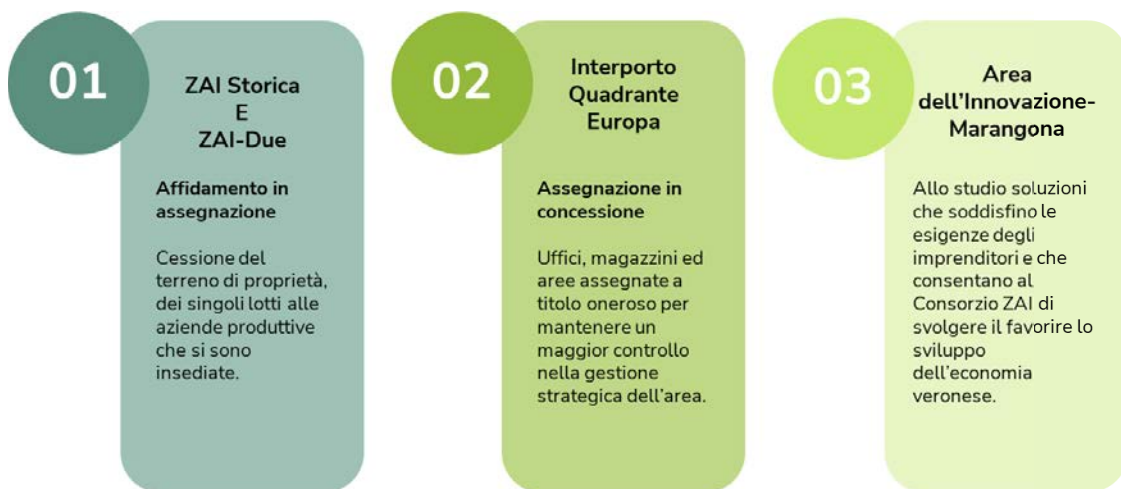 01
ZAI Storica
E
ZAI-Due
Affidamento in
assegnazione
Cessione del
terreno di proprietà,
dei singoli lotti alle
aziende produttive
che si sono
insediate.
02
Interporto
Quadrante
Europa
Assegnazione in
concessione
Uffici, magazzini ed
aree assegnate a
titolo oneroso per
mantenere un
maggior controllo
nella gestione
strategica dell'area.
03
Area
dell'Innovazione-
Marangona
Allo studio soluzioni
che soddisfino le
esigenze degli
imprenditori e che
consentano al
Consorzio ZAI di
svolgere il favorire lo
sviluppo
dell'economia
veronese.